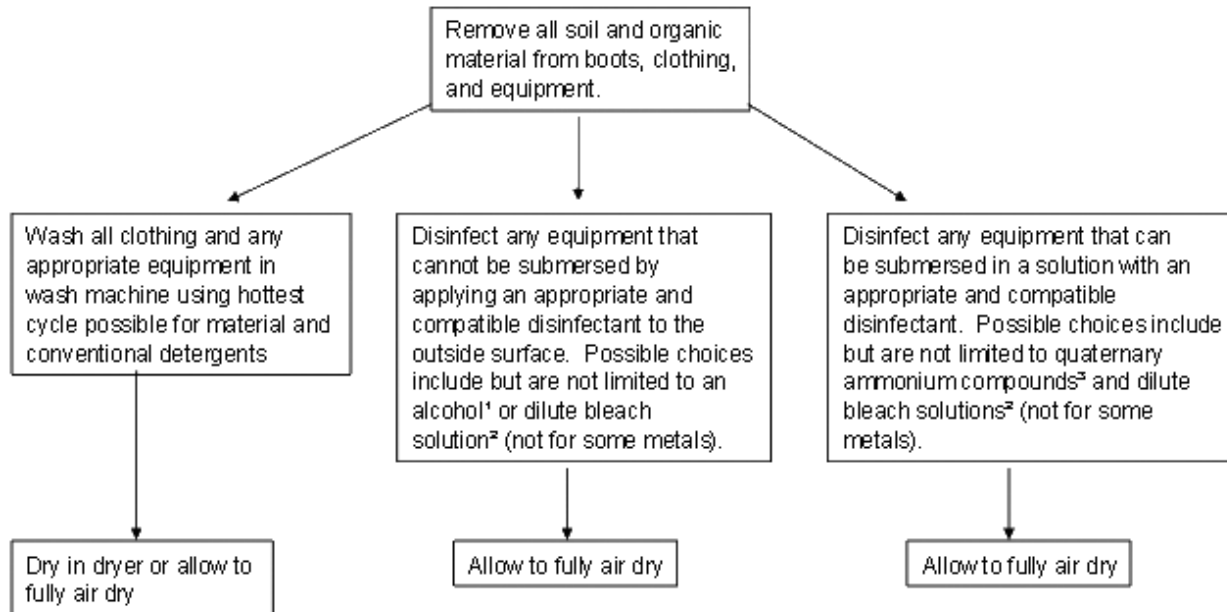 Remove all soil and organic
material from boots, clothing,
and equipment.
Wash all clothing and any
appropriate equipment in
wash machine using hottest
cycle possible for material and
conventional detergents
Disinfect any equipment that
cannot be submersed by
applying an appropriate and
compatible disinfectant to the
outside surface.  Possible choices
include but are not limited to an
alcohol¹ or dilute bleach
solution² (not for some metals).
Disinfect any equipment that can
be submersed in a solution with an
appropriate and compatible
disinfectant.  Possible choices include
but are not limited to quaternary
ammonium compounds³ and dilute
bleach solutions² (not for some
metals).
Dry in dryer or allow to
fully air dry
Allow to fully air dry
Allow to fully air dry